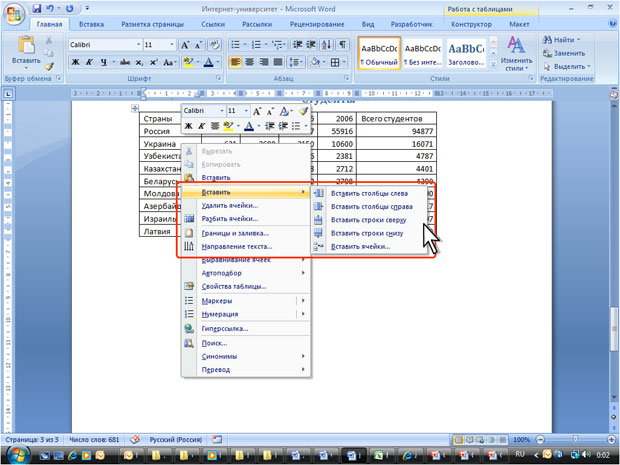 Интернет-университет - Microsoft Word
Работа с таблицами
Главная Вставка Разметка страницы Ссылки Рассылки Рецензирование Вид Разработчик Конструктор Макет
Calibri 11
Вставить
Ж К Ч
AaBbCcDc AaBbCcDc AaBbCc
¶ Обычный ¶ Без инте... Заголово...
Изменить стили
Найти
Заменить
Выделить
Буфер обмена Шрифт Абзац Стили Редактирование
Студенты
Страны 2006 Всего студентов
Россия 55916 94877
Украина 10600 16071
Узбекиста 2381 4787
Казахстан 2712 4401
Беларусь
Молдова
Азербайд
Израиль
Латвия
Calibri 11
Ж К
Вырезать
Копировать
Вставить
Вставить
Удалить ячейки...
Разбить ячейки...
Границы и заливка...
Направление текста...
Выравнивание ячеек
Автоподбор
Свойства таблицы...
Маркеры
Нумерация
Гиперссылка...
Поиск...
Синонимы
Перевод
Вставить столбцы слева
Вставить столбцы справа
Вставить строки сверху
Вставить строки снизу
Вставить ячейки...
Страница: 3 из 3 Число слов: 681 Русский (Россия) 100%
RU 0:02